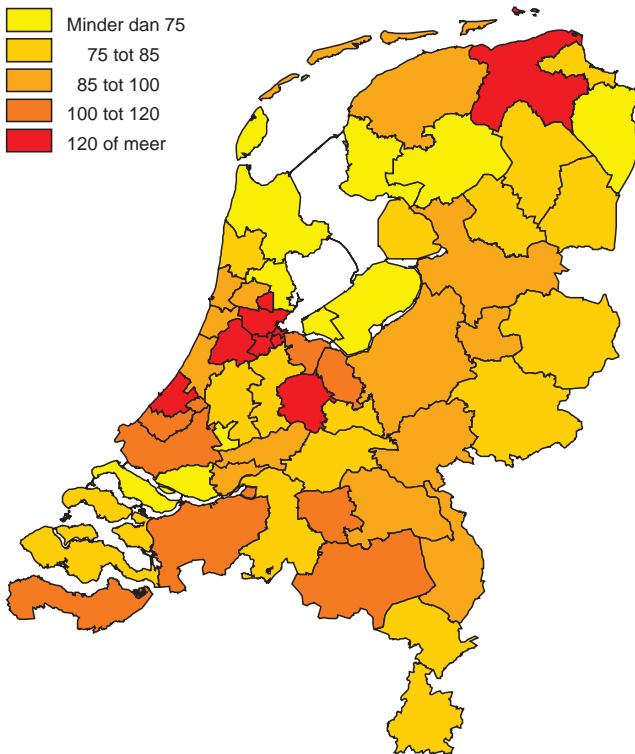 Minder dan 75
75 tot 85
85 tot 100
100 tot 120
120 of meer